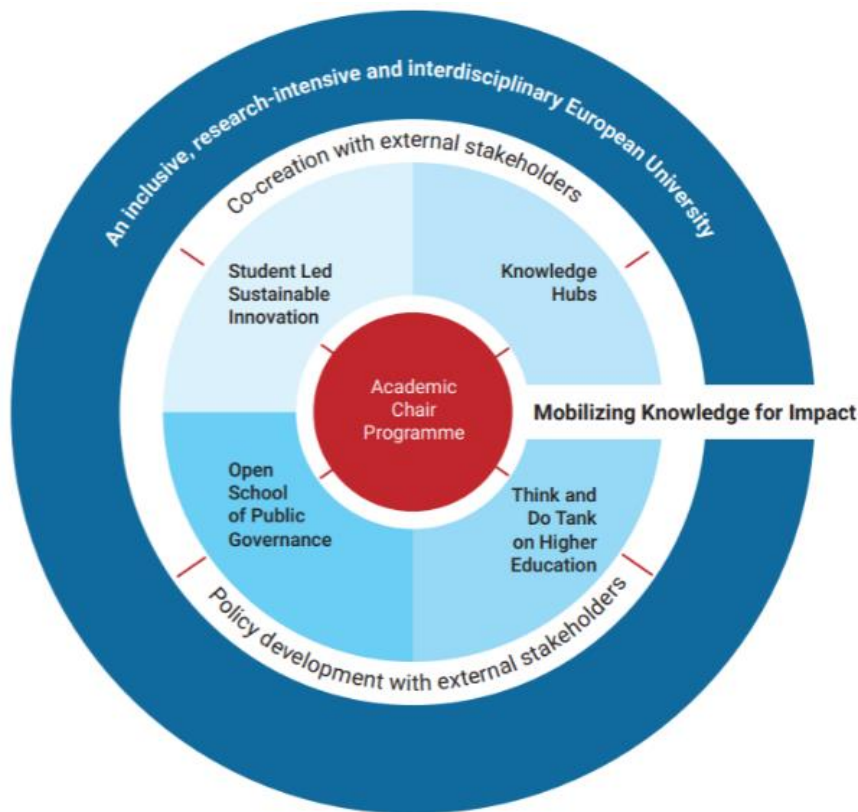 An inclusive, research-intensive and interdisciplinary European University
Co-creation with external stakeholders
Student Led
Sustainable
Innovation
Knowledge
Hubs
Academic
Chair
Programme
Mobilizing Knowledge for Impact
Open
School
of Public
Governance
Think and
Do Tank
on Higher
Education
Policy development with external stakeholders